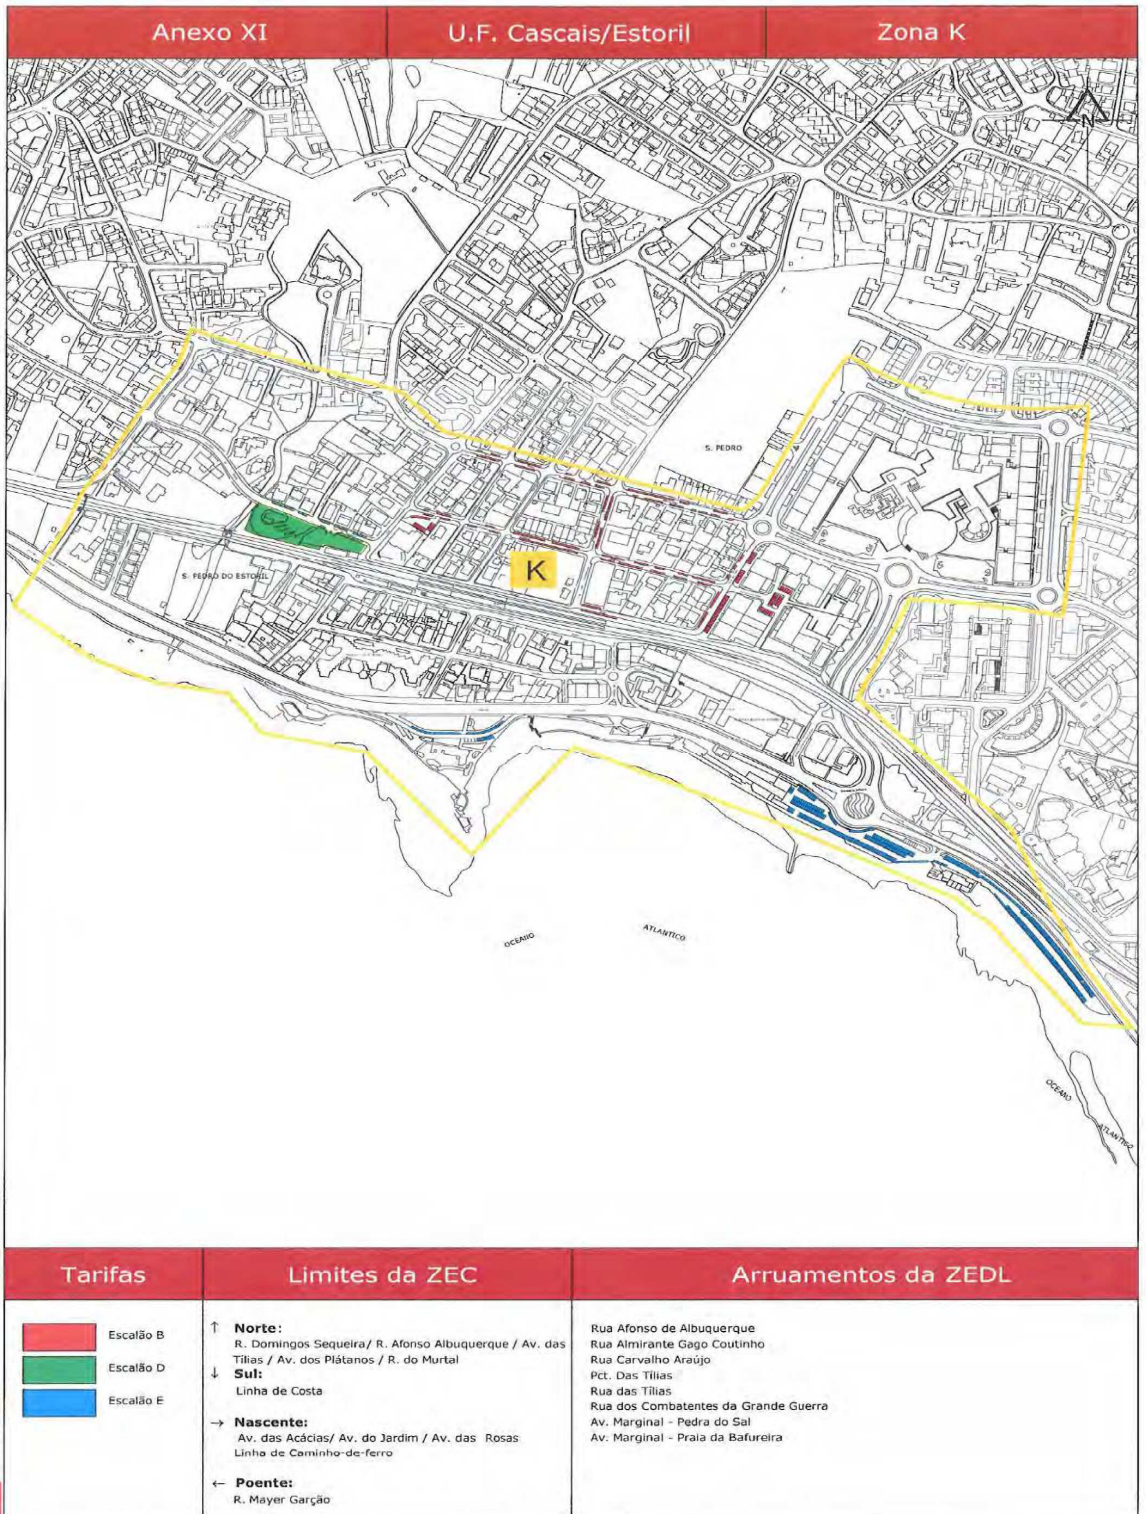 Anexo XI
U.F. Cascais/Estoril
Zona K
N
S. PEDRO
K
S. PEDRO DO ESTORIL
OCEANO
ATLANTICO
OCEANO
ATLANTICO
Tarifas
Escalão B
Escalão D
Escalão E
Limites da ZEC
↑ Norte:
R. Domingos Sequeira/ R. Afonso Albuquerque / Av. das
Tílias / Av. dos Plátanos / R. do Murtal
↓ Sul:
Linha de Costa
→ Nascente:
Av. das Acácias/ Av. do Jardim / Av. das Rosas
Linha de Caminho-de-ferro
← Poente:
R. Mayer Garção
Arruamentos da ZEDL
Rua Afonso de Albuquerque
Rua Almirante Gago Coutinho
Rua Carvalho Araújo
Pct. Das Tílias
Rua das Tílias
Rua dos Combatentes da Grande Guerra
Av. Marginal - Pedra do Sal
Av. Marginal - Praia da Bafureira